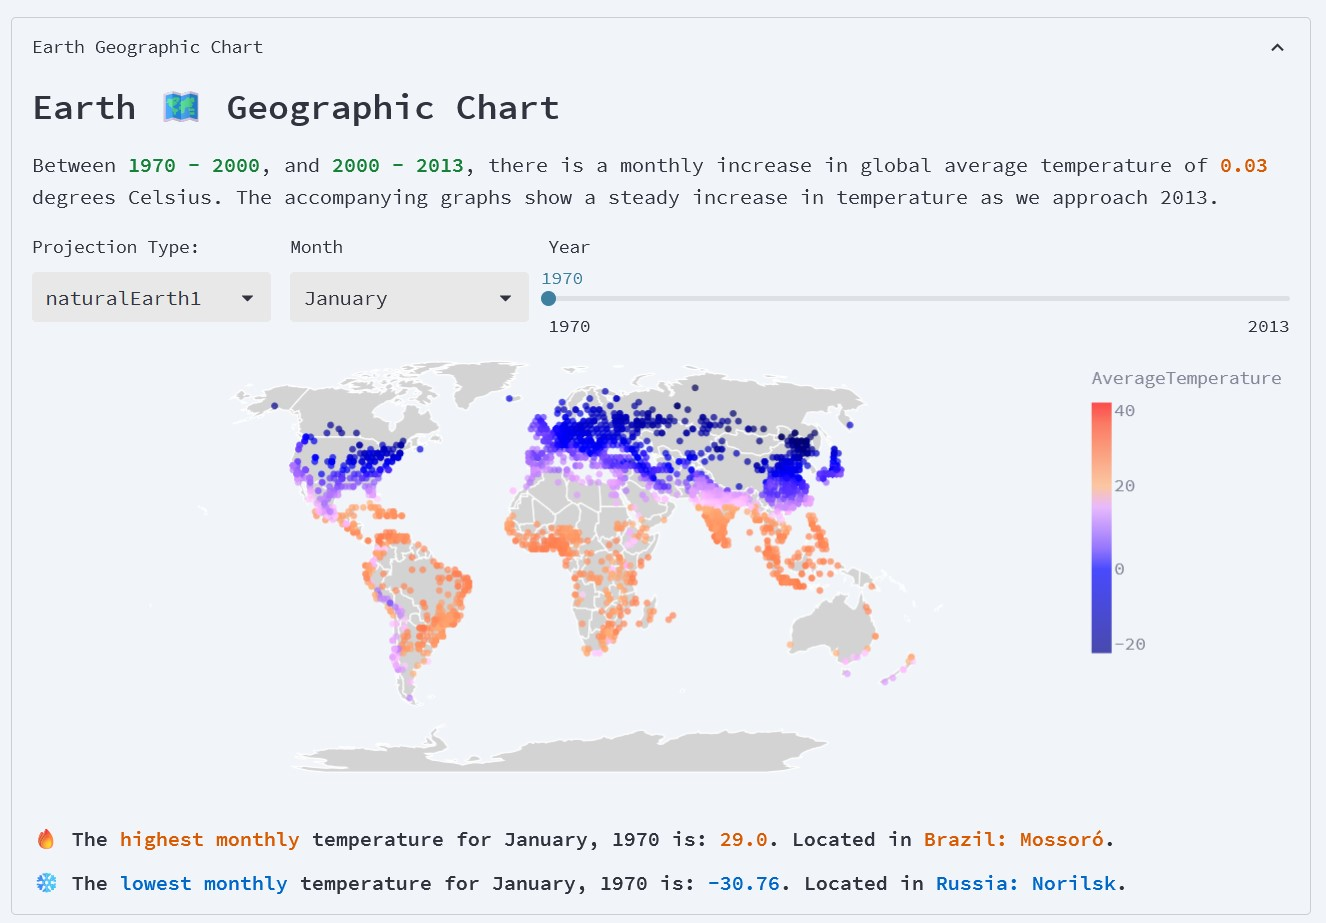 Earth Geographic Chart
Earth 🗺️ Geographic Chart
Between 1970 - 2000, and 2000 - 2013, there is a monthly increase in global average temperature of 0.03
degrees Celsius. The accompanying graphs show a steady increase in temperature as we approach 2013.
Projection Type: Month Year
1970
naturalEarth1 January
1970 2013
AverageTemperature
40
20
0
−20
🔥 The highest monthly temperature for January, 1970 is: 29.0. Located in Brazil: Mossoró.
❄️ The lowest monthly temperature for January, 1970 is: -30.76. Located in Russia: Norilsk.